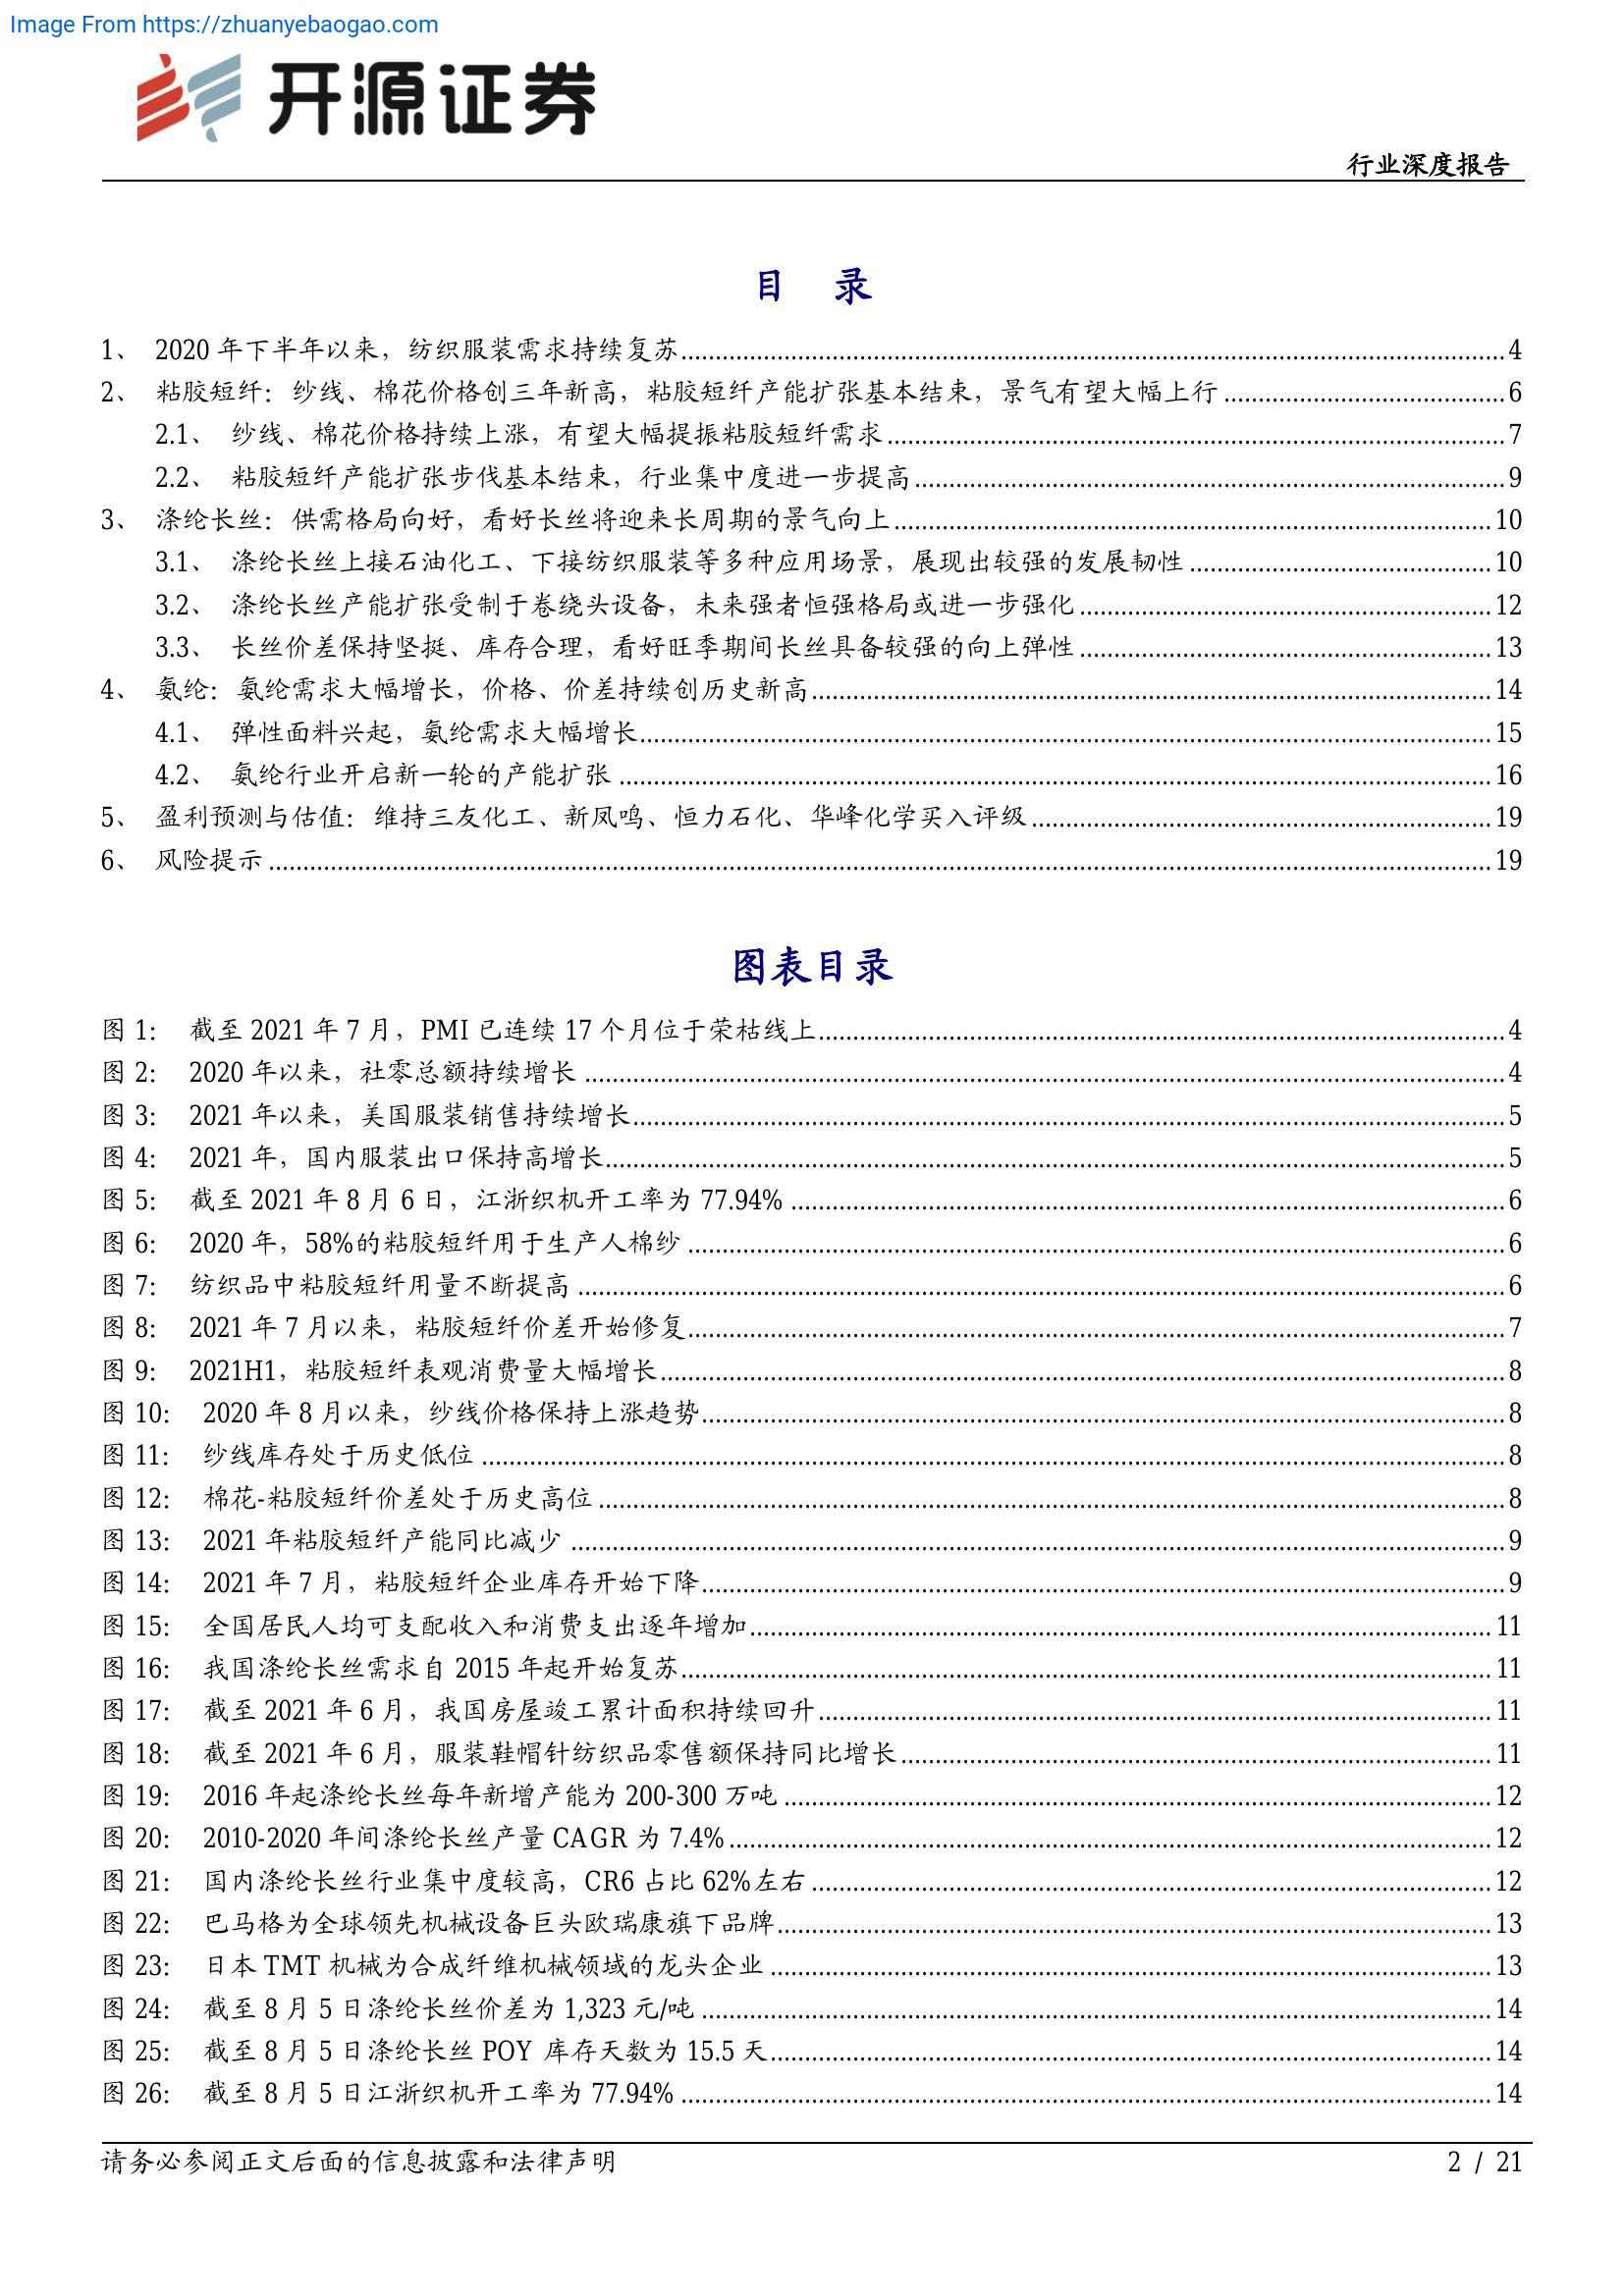 Image From https://zhuanyebaogao.com
开源证券
行业深度报告
目 录
1、 2020 年下半年以来，纺织服装需求持续复苏 4
2、 粘胶短纤：纱线、棉花价格创三年新高，粘胶短纤产能扩张基本结束，景气有望大幅上行 6
2.1、 纱线、棉花价格持续上涨，有望大幅提振粘胶短纤需求 7
2.2、 粘胶短纤产能扩张步伐基本结束，行业集中度进一步提高 9
3、 涤纶长丝：供需格局向好，看好长丝将迎来长周期的景气向上 10
3.1、 涤纶长丝上接石油化工、下接纺织服装等多种应用场景，展现出较强的发展韧性 10
3.2、 涤纶长丝产能扩张受制于卷绕头设备，未来强者恒强格局或进一步强化 12
3.3、 长丝价差保持坚挺、库存合理，看好旺季期间长丝具备较强的向上弹性 13
4、 氨纶：氨纶需求大幅增长，价格、价差持续创历史新高 14
4.1、 弹性面料兴起，氨纶需求大幅增长 15
4.2、 氨纶行业开启新一轮的产能扩张 16
5、 盈利预测与估值：维持三友化工、新凤鸣、恒力石化、华峰化学买入评级 19
6、 风险提示 19
图表目录
图 1： 截至 2021 年 7 月，PMI 已连续 17 个月位于荣枯线上 4
图 2： 2020 年以来，社零总额持续增长 4
图 3： 2021 年以来，美国服装销售持续增长 5
图 4： 2021 年，国内服装出口保持高增长 5
图 5： 截至 2021 年 8 月 6 日，江浙织机开工率为 77.94% 6
图 6： 2020 年，58%的粘胶短纤用于生产人棉纱 6
图 7： 纺织品中粘胶短纤用量不断提高 6
图 8： 2021 年 7 月以来，粘胶短纤价差开始修复 7
图 9： 2021H1，粘胶短纤表观消费量大幅增长 8
图 10： 2020 年 8 月以来，纱线价格保持上涨趋势 8
图 11： 纱线库存处于历史低位 8
图 12： 棉花-粘胶短纤价差处于历史高位 8
图 13： 2021 年粘胶短纤产能同比减少 9
图 14： 2021 年 7 月，粘胶短纤企业库存开始下降 9
图 15： 全国居民人均可支配收入和消费支出逐年增加 11
图 16： 我国涤纶长丝需求自 2015 年起开始复苏 11
图 17： 截至 2021 年 6 月，我国房屋竣工累计面积持续回升 11
图 18： 截至 2021 年 6 月，服装鞋帽针纺织品零售额保持同比增长 11
图 19： 2016 年起涤纶长丝每年新增产能为 200-300 万吨 12
图 20： 2010-2020 年间涤纶长丝产量 CAGR 为 7.4% 12
图 21： 国内涤纶长丝行业集中度较高，CR6 占比 62%左右 12
图 22： 巴马格为全球领先机械设备巨头欧瑞康旗下品牌 13
图 23： 日本 TMT 机械为合成纤维机械领域的龙头企业 13
图 24： 截至 8 月 5 日涤纶长丝价差为 1,323 元/吨 14
图 25： 截至 8 月 5 日涤纶长丝 POY 库存天数为 15.5 天 14
图 26： 截至 8 月 5 日江浙织机开工率为 77.94% 14
请务必参阅正文后面的信息披露和法律声明 2 / 21